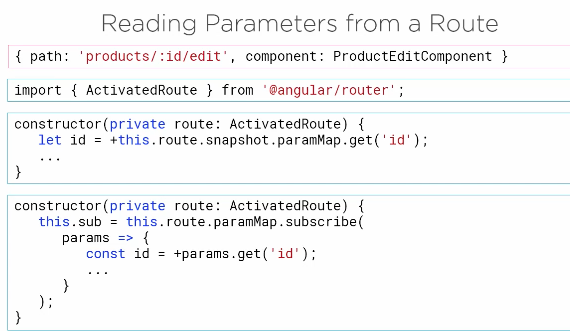 Reading Parameters from a Route
{ path: 'products/:id/edit', component: ProductEditComponent }
import { ActivatedRoute } from '@angular/router';
constructor(private route: ActivatedRoute) {
let id = +this.route.snapshot.paramMap.get('id');
...
}
constructor(private route: ActivatedRoute) {
this.sub = this.route.paramMap.subscribe(
params => {
const id = +params.get('id');
...
}
);
}